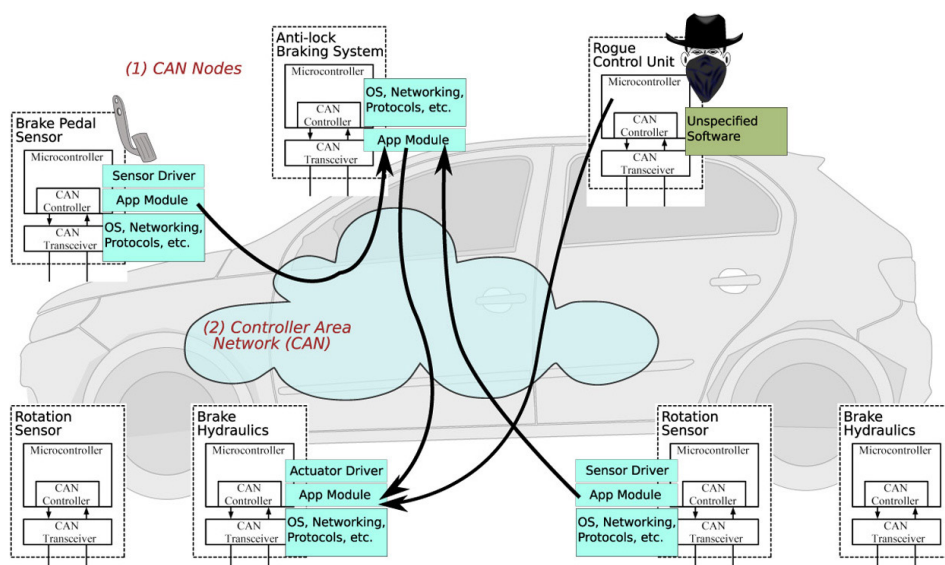 Anti-lock
Braking System
Microcontroller
CAN
Controller
CAN
Transceiver
OS, Networking,
Protocols, etc.
App Module
(1) CAN Nodes
Rogue
Control Unit
Microcontroller
CAN
Controller
CAN
Transceiver
Unspecified
Software
Brake Pedal
Sensor
Microcontroller
CAN
Controller
CAN
Transceiver
Sensor Driver
App Module
OS, Networking,
Protocols, etc.
(2) Controller Area
Network (CAN)
Rotation
Sensor
Microcontroller
CAN
Controller
CAN
Transceiver
Brake
Hydraulics
Microcontroller
CAN
Controller
CAN
Transceiver
Actuator Driver
App Module
OS, Networking,
Protocols, etc.
Rotation
Sensor
Microcontroller
CAN
Controller
CAN
Transceiver
Sensor Driver
App Module
OS, Networking,
Protocols, etc.
Brake
Hydraulics
Microcontroller
CAN
Controller
CAN
Transceiver